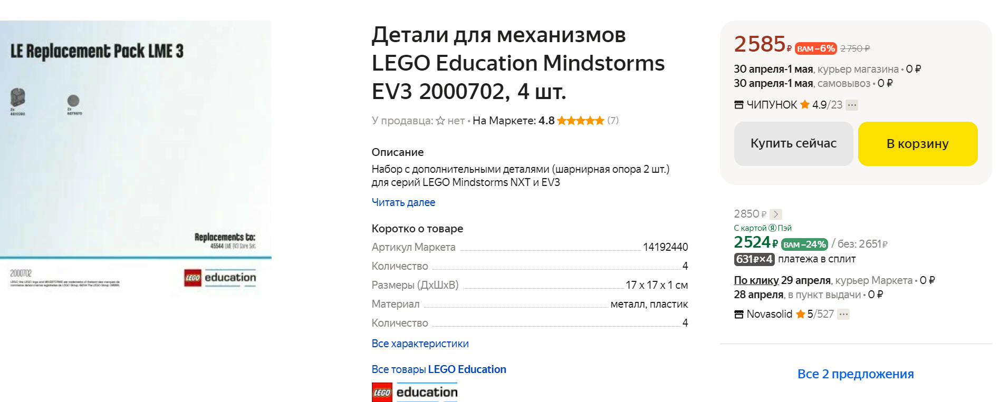 LE Replacement Pack LME 3
2x
4610380
2x
6079870
Replacements to:
45544 LME EV3 Core Set
2000702
LEGO education
Детали для механизмов
LEGO Education Mindstorms
EV3 2000702, 4 шт.
У продавца: ☆ нет • На Маркете: 4.8 ★★★★★ (7)
Описание
Набор с дополнительными деталями (шарнирная опора 2 шт.)
для серий LEGO Mindstorms NXT и EV3
Читать далее
Коротко о товаре
Артикул Маркета 14192440
Количество 4
Размеры (ДхШхВ) 17 х 17 х 1 см
Материал металл, пластик
Количество 4
Все характеристики
Все товары LEGO Education
LEGO education
2585 ₽ ВАМ –6% 2 750 ₽
30 апреля-1 мая, курьер магазина • 0 ₽
30 апреля-1 мая, самовывоз • 0 ₽
ЧИПУНОК ★ 4.9/23 •••
Купить сейчас
В корзину
2850 ₽ >
С картой Я Пэй
2524 ₽ ВАМ –24% / без: 2651 ₽
631 ₽ × 4 платежа в сплит
По клику 29 апреля, курьер Маркета • 0 ₽
28 апреля, в пункт выдачи • 0 ₽
Novasolid ★ 5/527 •••
Все 2 предложения